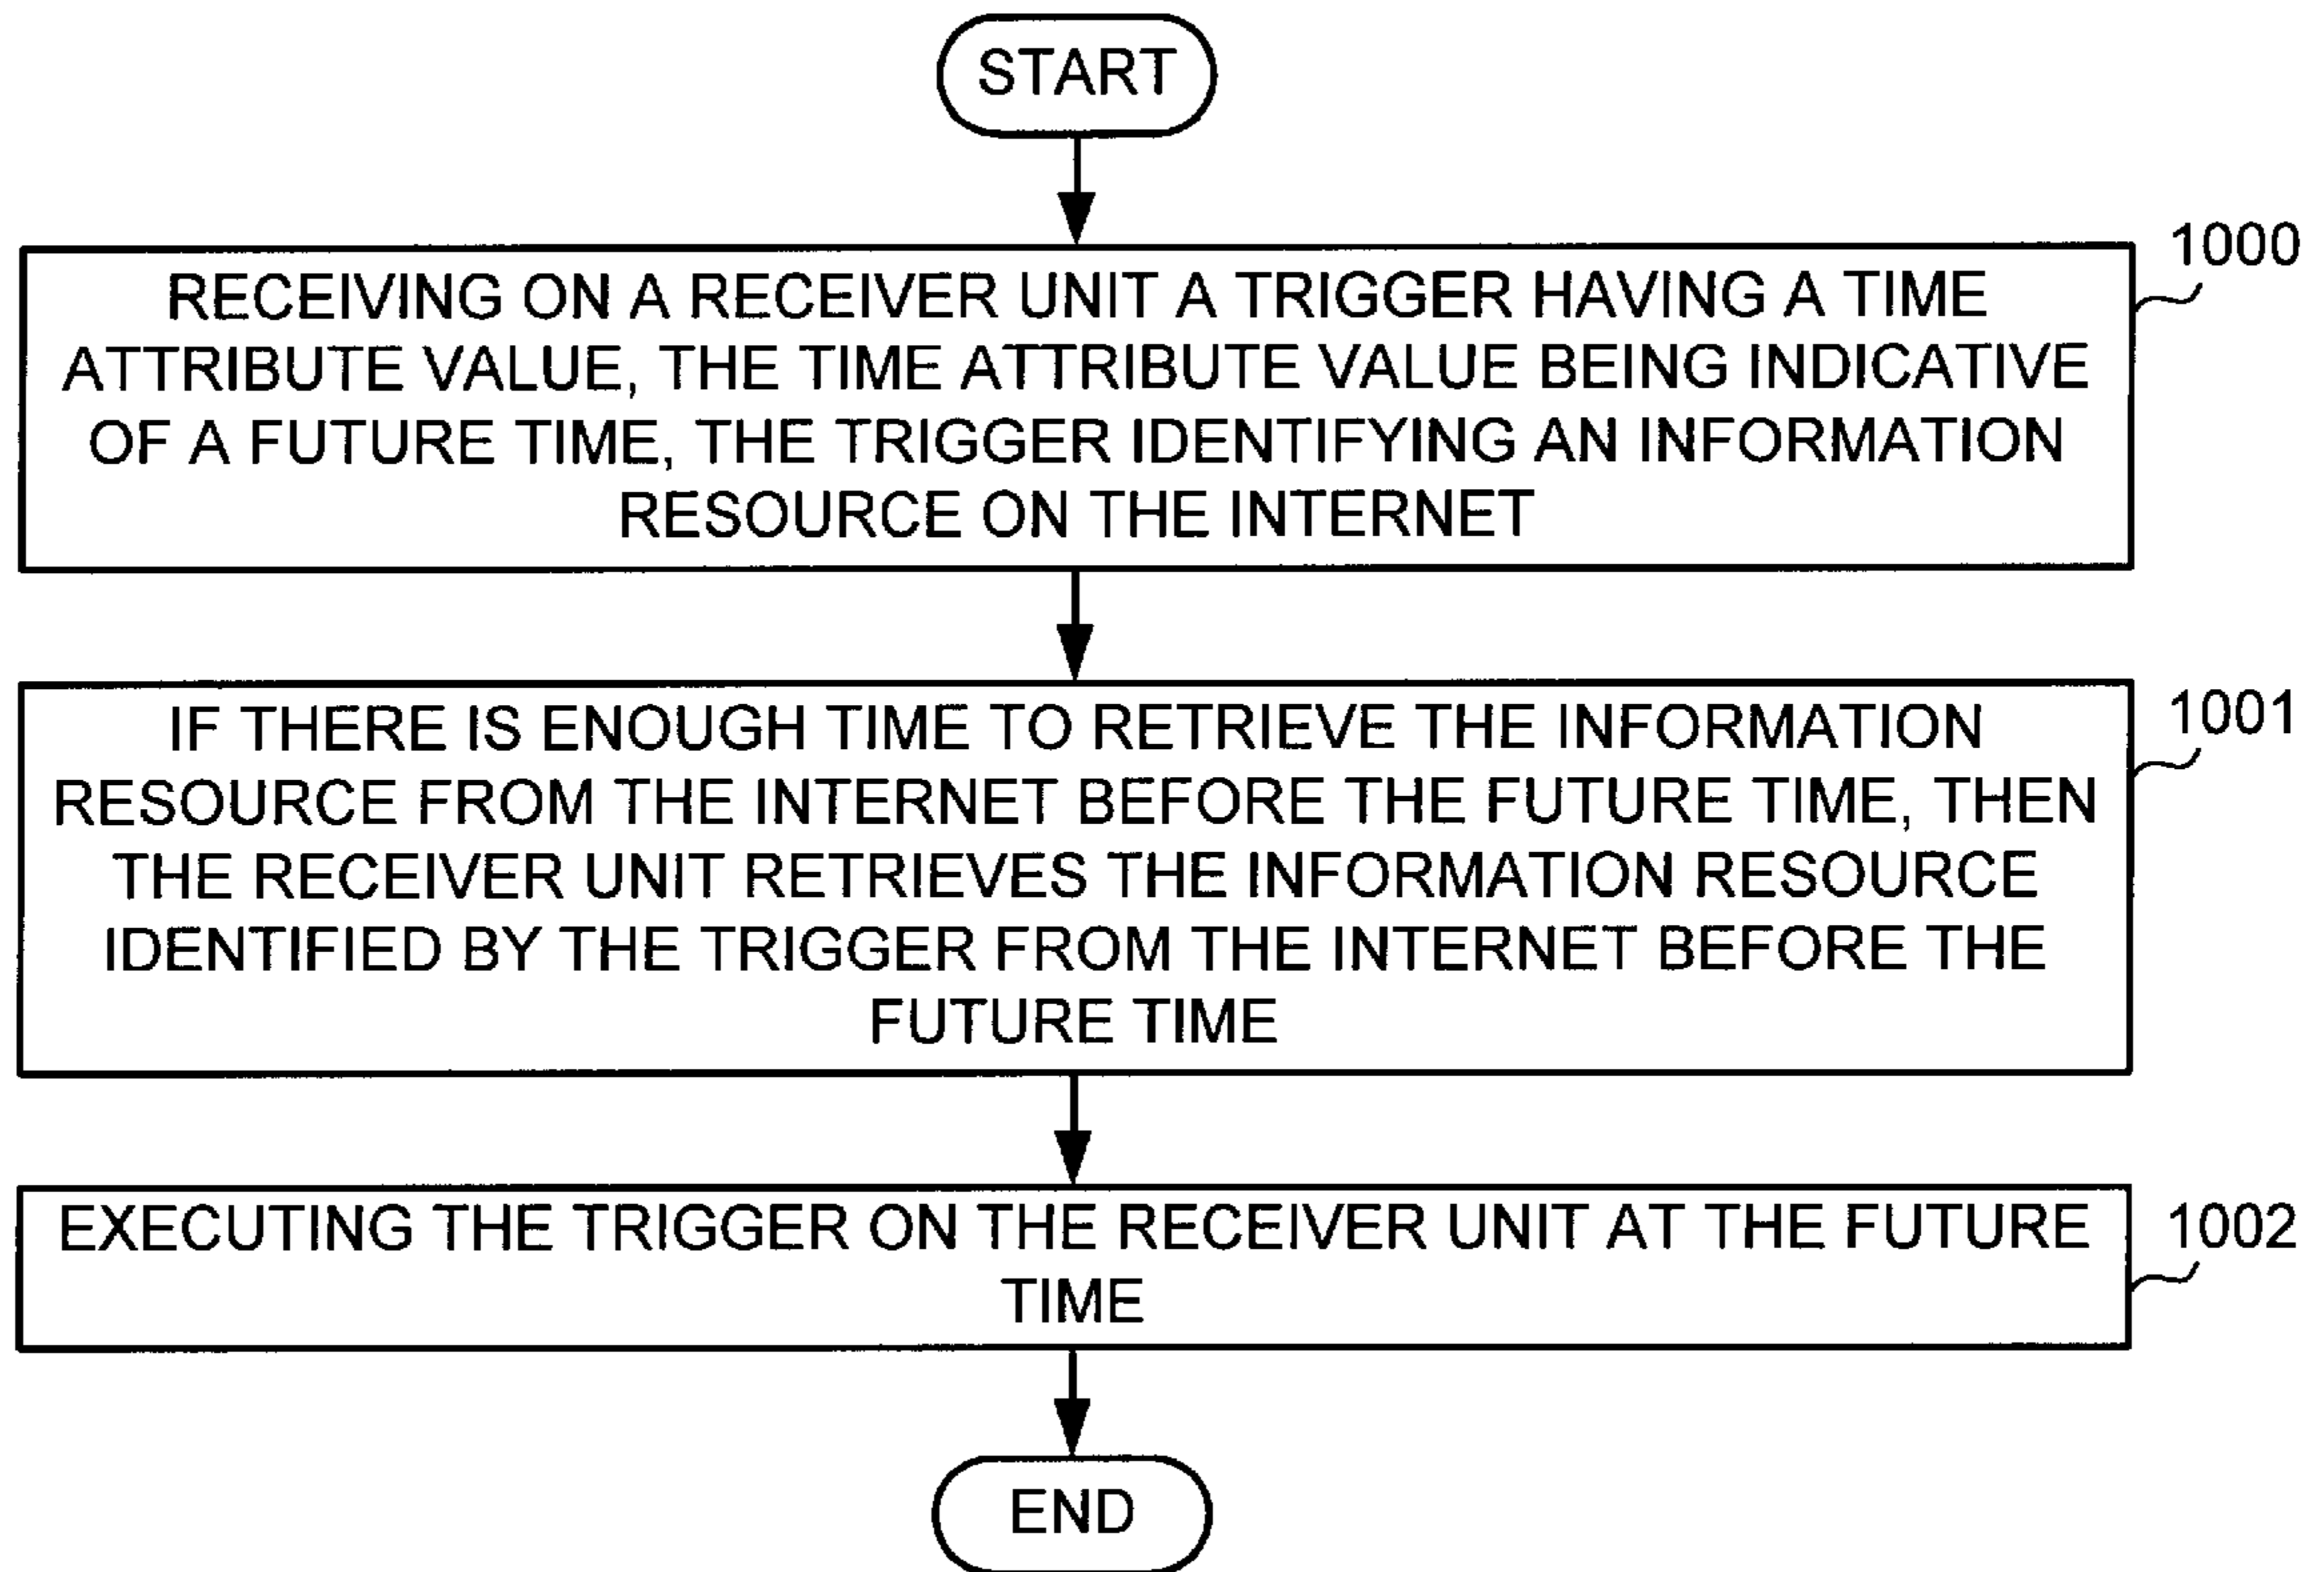 START
1000
RECEIVING ON A RECEIVER UNIT A TRIGGER HAVING A TIME
ATTRIBUTE VALUE, THE TIME ATTRIBUTE VALUE BEING INDICATIVE
OF A FUTURE TIME, THE TRIGGER IDENTIFYING AN INFORMATION
RESOURCE ON THE INTERNET
1001
IF THERE IS ENOUGH TIME TO RETRIEVE THE INFORMATION
RESOURCE FROM THE INTERNET BEFORE THE FUTURE TIME, THEN
THE RECEIVER UNIT RETRIEVES THE INFORMATION RESOURCE
IDENTIFIED BY THE TRIGGER FROM THE INTERNET BEFORE THE
FUTURE TIME
1002
EXECUTING THE TRIGGER ON THE RECEIVER UNIT AT THE FUTURE
TIME
END